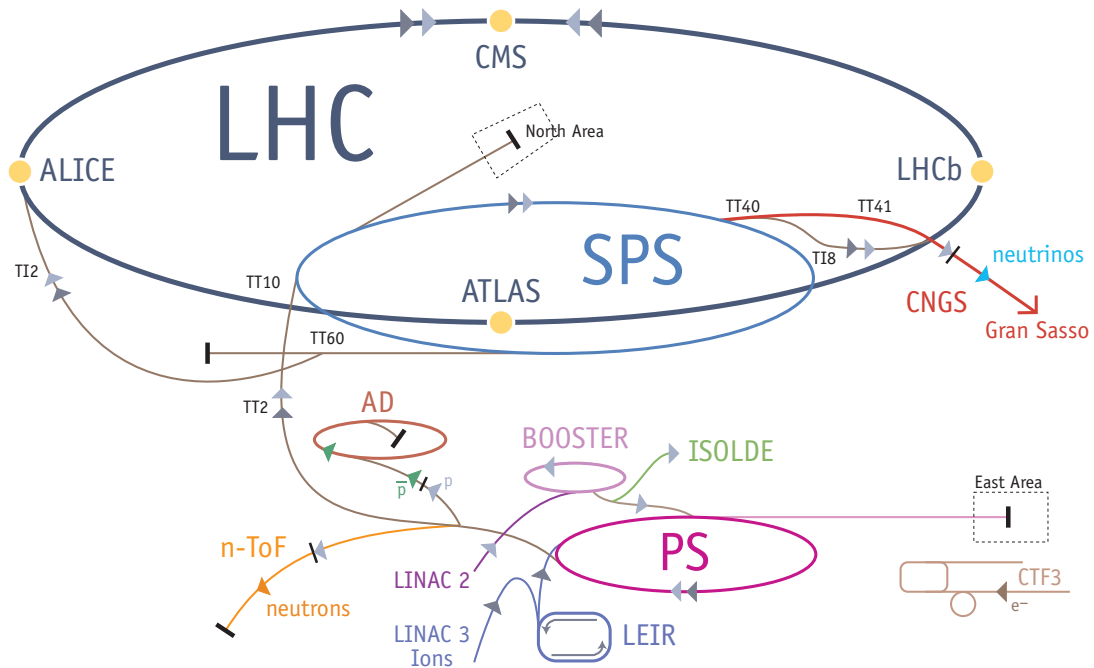 CMS
LHC
North Area
ALICE
LHCb
TT40
TT41
SPS
TI8
neutrinos
TI2
TT10
ATLAS
CNGS
Gran Sasso
TT60
TT2
AD
BOOSTER
ISOLDE
p̅
p
East Area
n-ToF
PS
LINAC 2
neutrons
CTF3
e⁻
LINAC 3
Ions
LEIR